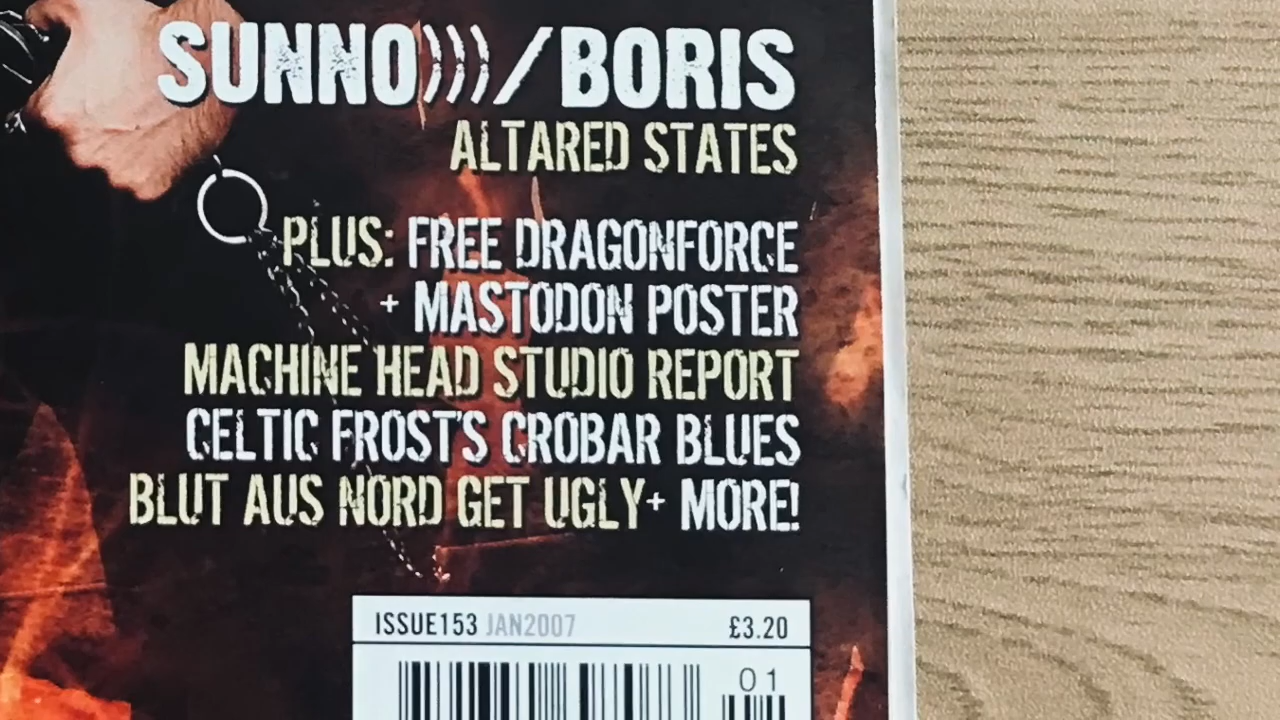 SUNNO)))/BORIS
ALTARED STATES
PLUS: FREE DRAGONFORCE
+ MASTODON POSTER
MACHINE HEAD STUDIO REPORT
CELTIC FROST'S CROBAR BLUES
BLUT AUS NORD GET UGLY+ MORE!
ISSUE153 JAN2007 £3.20
01